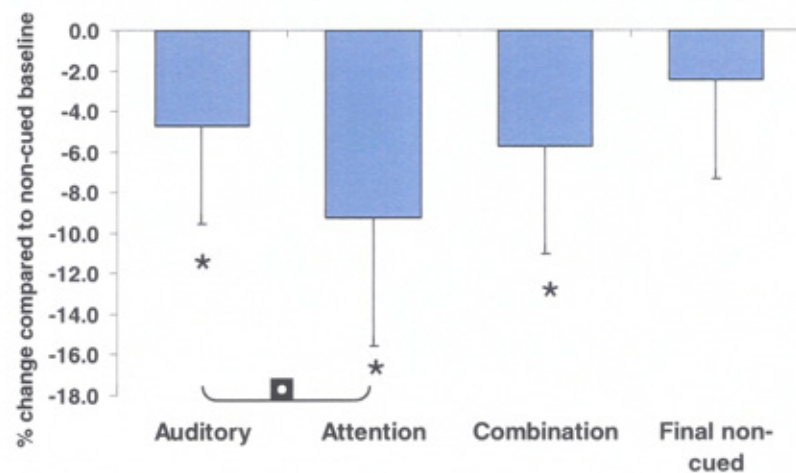 % change compared to non-cued baseline
0.0
-2.0
-4.0
-6.0
-8.0
-10.0
-12.0
-14.0
-16.0
-18.0
*
*
*
Auditory
Attention
Combination
Final non-
cued